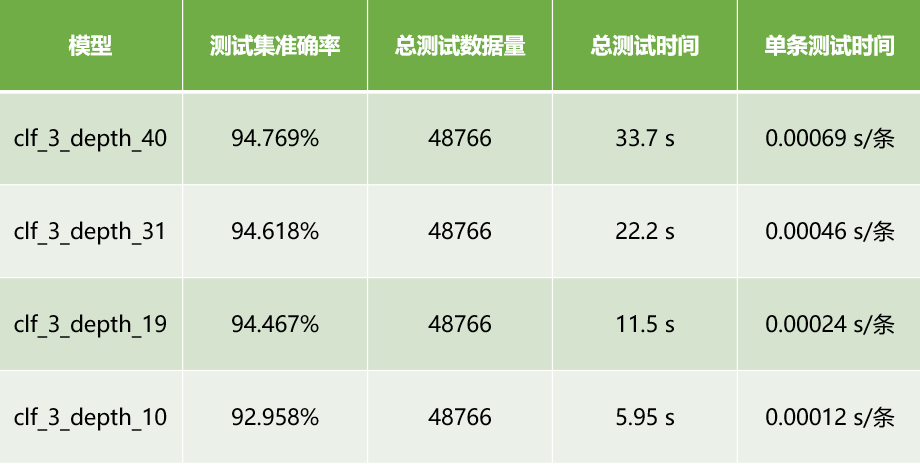 模型 测试集准确率 总测试数据量 总测试时间 单条测试时间
clf_3_depth_40 94.769% 48766 33.7 s 0.00069 s/条
clf_3_depth_31 94.618% 48766 22.2 s 0.00046 s/条
clf_3_depth_19 94.467% 48766 11.5 s 0.00024 s/条
clf_3_depth_10 92.958% 48766 5.95 s 0.00012 s/条